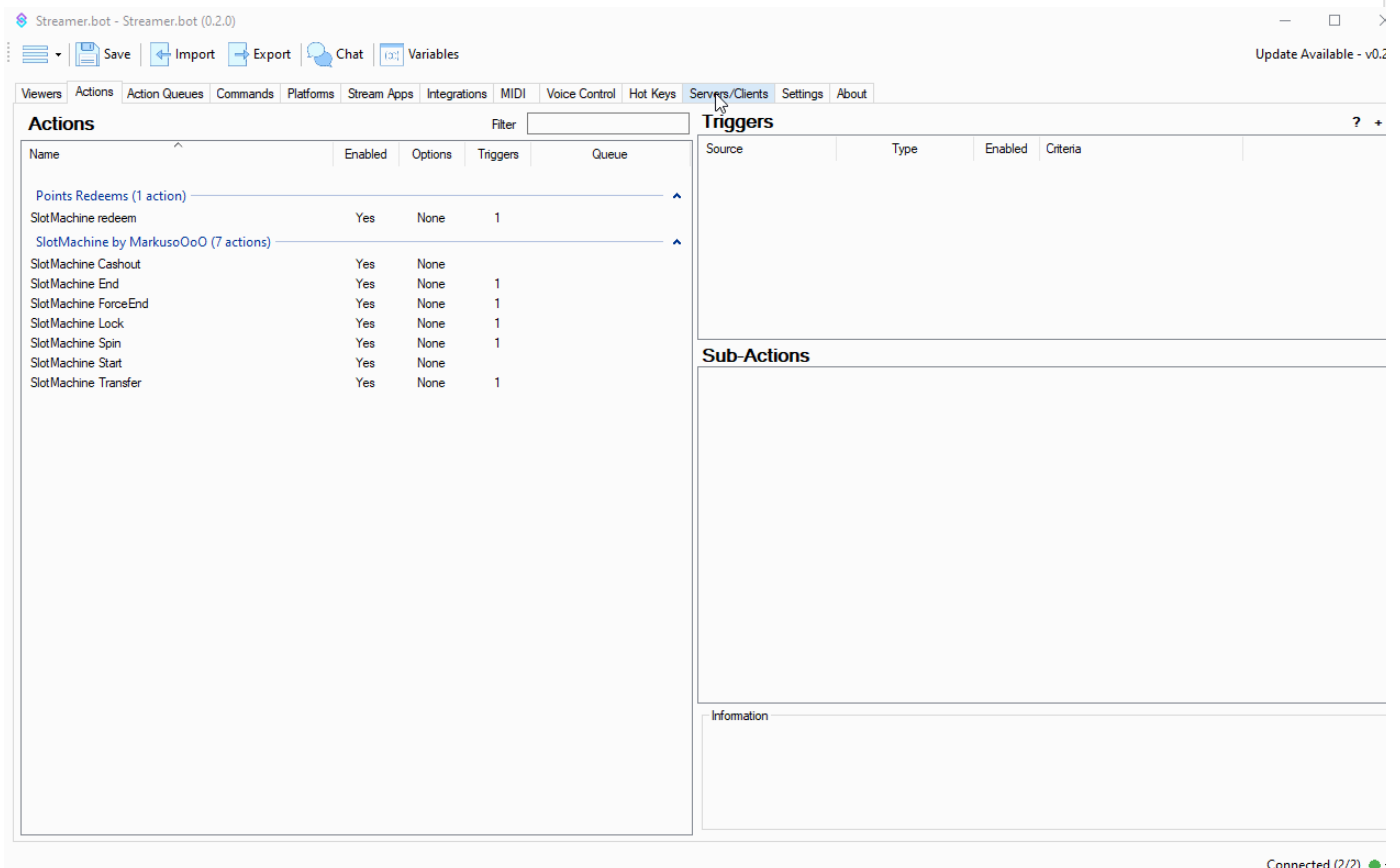 Streamer.bot - Streamer.bot (0.2.0)
Save Import Export Chat Variables Update Available - v0.2
Viewers Actions Action Queues Commands Platforms Stream Apps Integrations MIDI Voice Control Hot Keys Servers/Clients Settings About
Actions Filter
Name Enabled Options Triggers Queue
Points Redeems (1 action)
SlotMachine redeem Yes None 1
SlotMachine by MarkusoOoO (7 actions)
SlotMachine Cashout Yes None
SlotMachine End Yes None 1
SlotMachine ForceEnd Yes None 1
SlotMachine Lock Yes None 1
SlotMachine Spin Yes None 1
SlotMachine Start Yes None
SlotMachine Transfer Yes None 1
Triggers ? +
Source Type Enabled Criteria
Sub-Actions
Information
Connected (2/2)